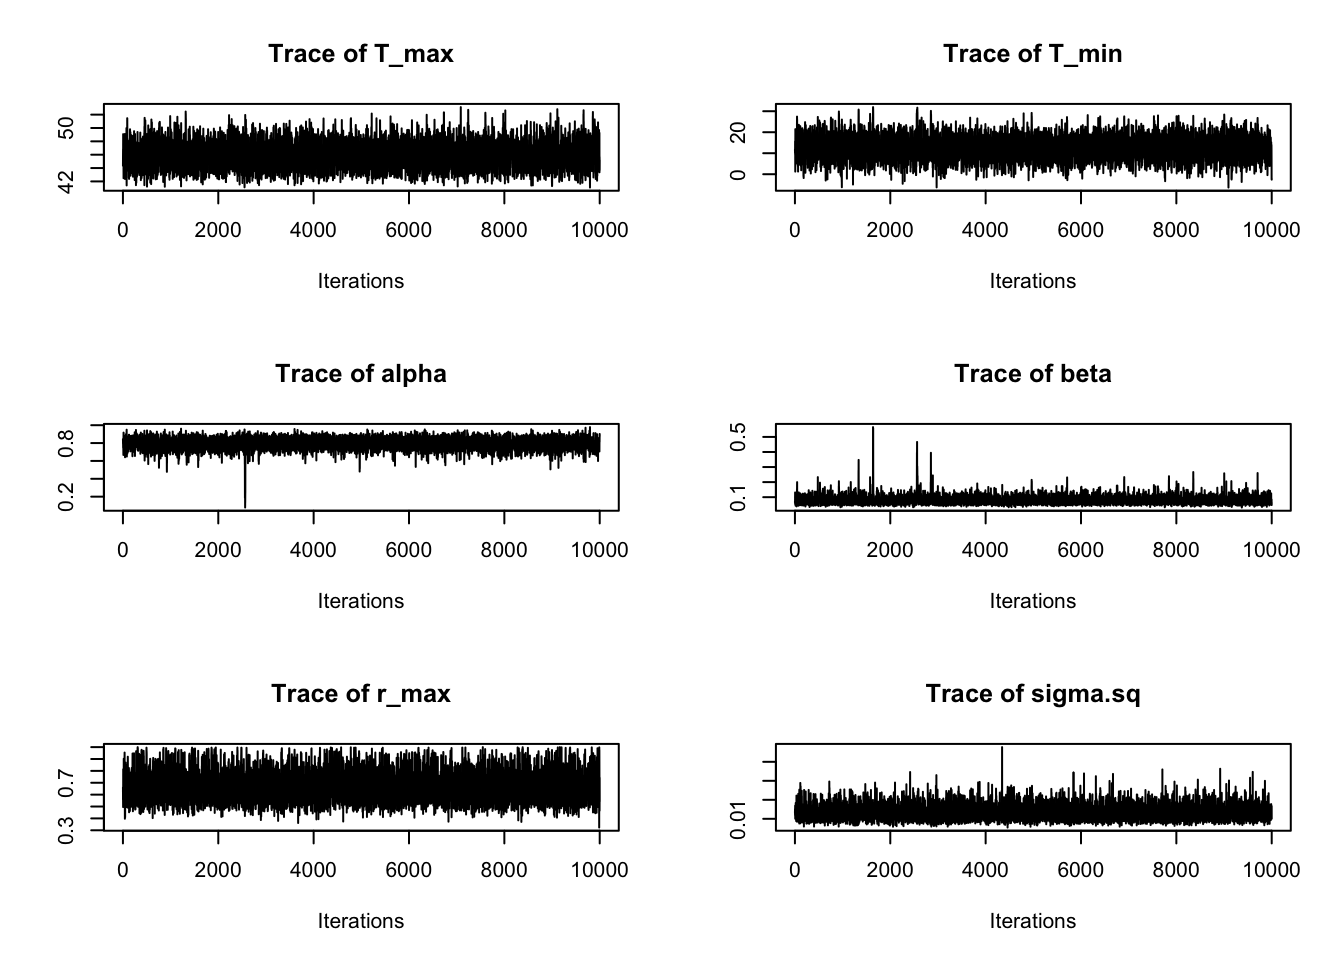 Trace of T_max
50
42
0 2000 4000 6000 8000 10000
Iterations
Trace of T_min
20
0
0 2000 4000 6000 8000 10000
Iterations
Trace of alpha
0.8
0.2
0 2000 4000 6000 8000 10000
Iterations
Trace of beta
0.5
0.1
0 2000 4000 6000 8000 10000
Iterations
Trace of r_max
0.7
0.3
0 2000 4000 6000 8000 10000
Iterations
Trace of sigma.sq
0.01
0 2000 4000 6000 8000 10000
Iterations